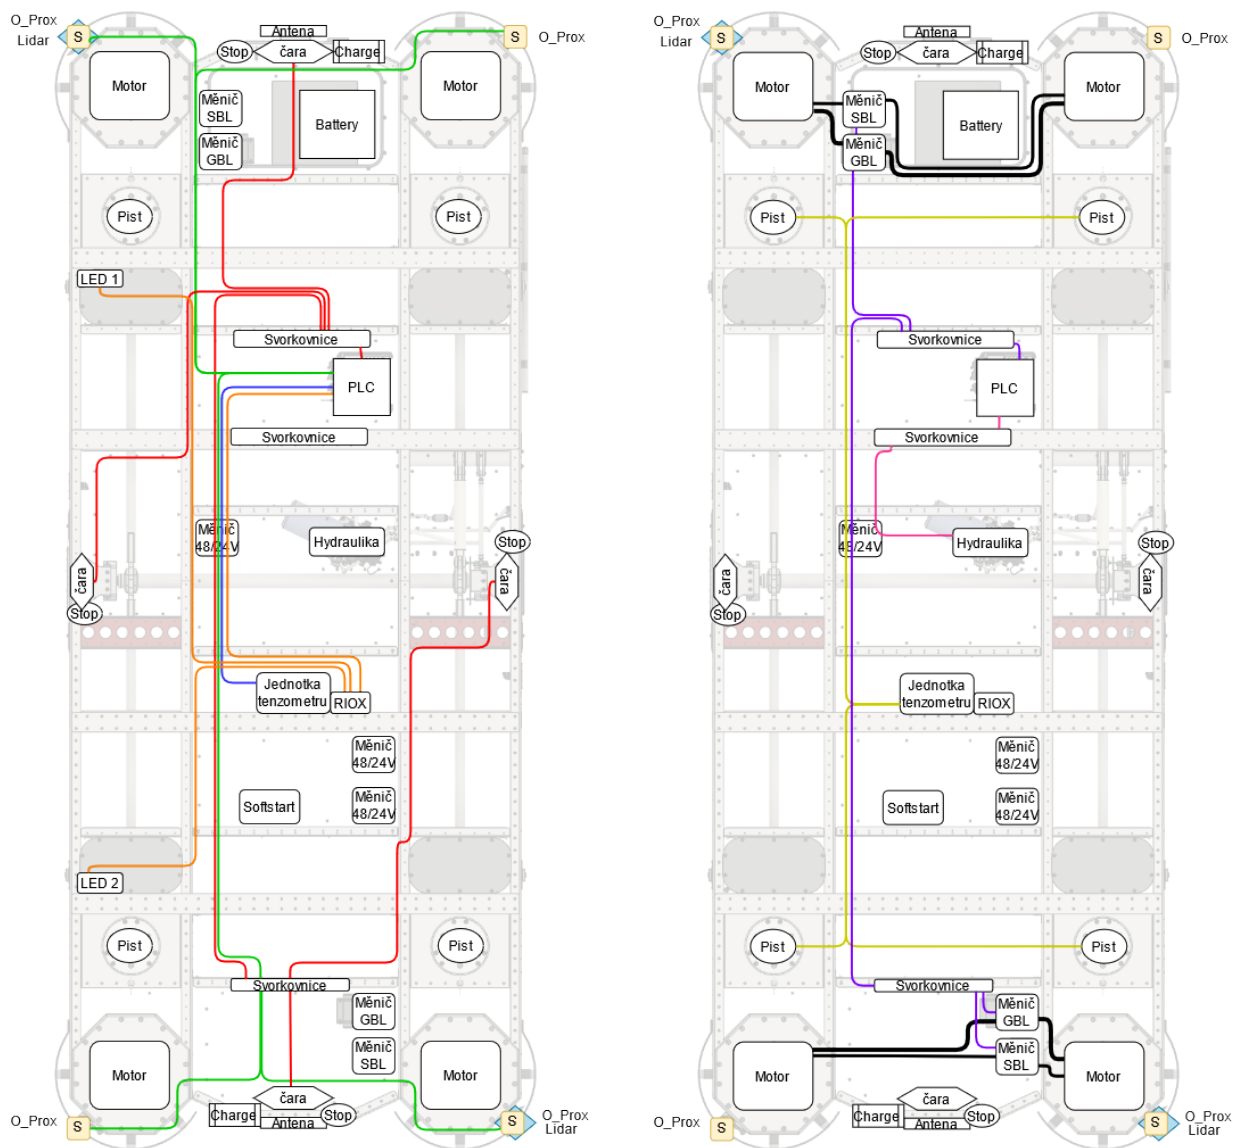 O_Prox
Lidar
S
Antena
Stop
čara
Charge
S
O_Prox
Motor
Motor
Měnič
SBL
Battery
Měnič
GBL
Pist
Pist
LED 1
Svorkovnice
PLC
Svorkovnice
Měnič
48/24V
Hydraulika
Stop
čara
čara
Stop
Jednotka
tenzometru
RIOX
Měnič
48/24V
Softstart
Měnič
48/24V
LED 2
Pist
Pist
Svorkovnice
Měnič
GBL
Měnič
SBL
Motor
Motor
čara
Charge
Stop
Antena
O_Prox
S
S
O_Prox
Lidar
O_Prox
Lidar
S
Antena
Stop
čara
Charge
S
O_Prox
Motor
Motor
Měnič
SBL
Battery
Měnič
GBL
Pist
Pist
Svorkovnice
PLC
Svorkovnice
Měnič
48/24V
Hydraulika
Stop
čara
čara
Stop
Jednotka
tenzometru
RIOX
Měnič
48/24V
Softstart
Měnič
48/24V
Pist
Pist
Svorkovnice
Měnič
GBL
Měnič
SBL
Motor
Motor
čara
Charge
Stop
Antena
O_Prox
S
S
O_Prox
Lidar